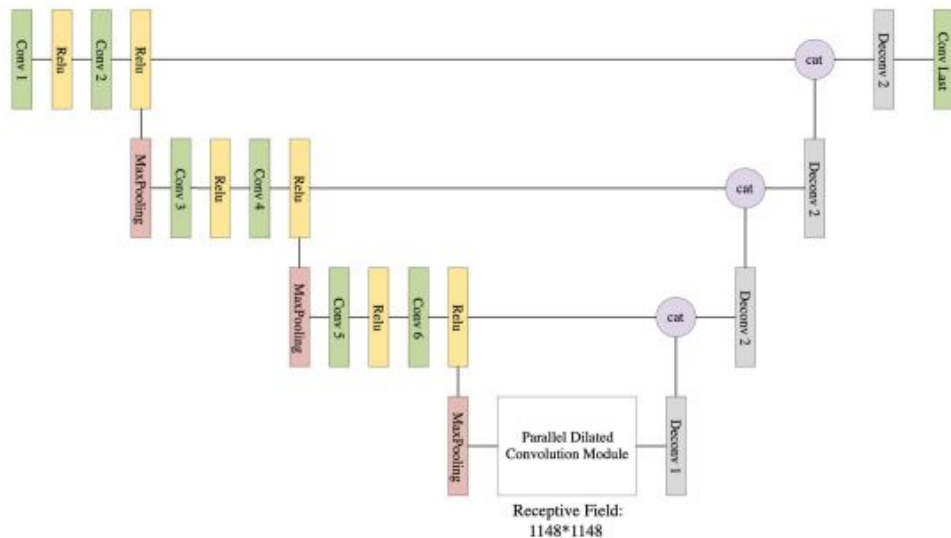 Conv 1
Relu
Conv 2
Relu
cat
Deconv 2
Conv Last
MaxPooling
Conv 3
Relu
Conv 4
Relu
cat
Deconv 2
MaxPooling
Conv 5
Relu
Conv 6
Relu
cat
Deconv 2
MaxPooling
Parallel Dilated
Convolution Module
Deconv 1
Receptive Field:
1148*1148